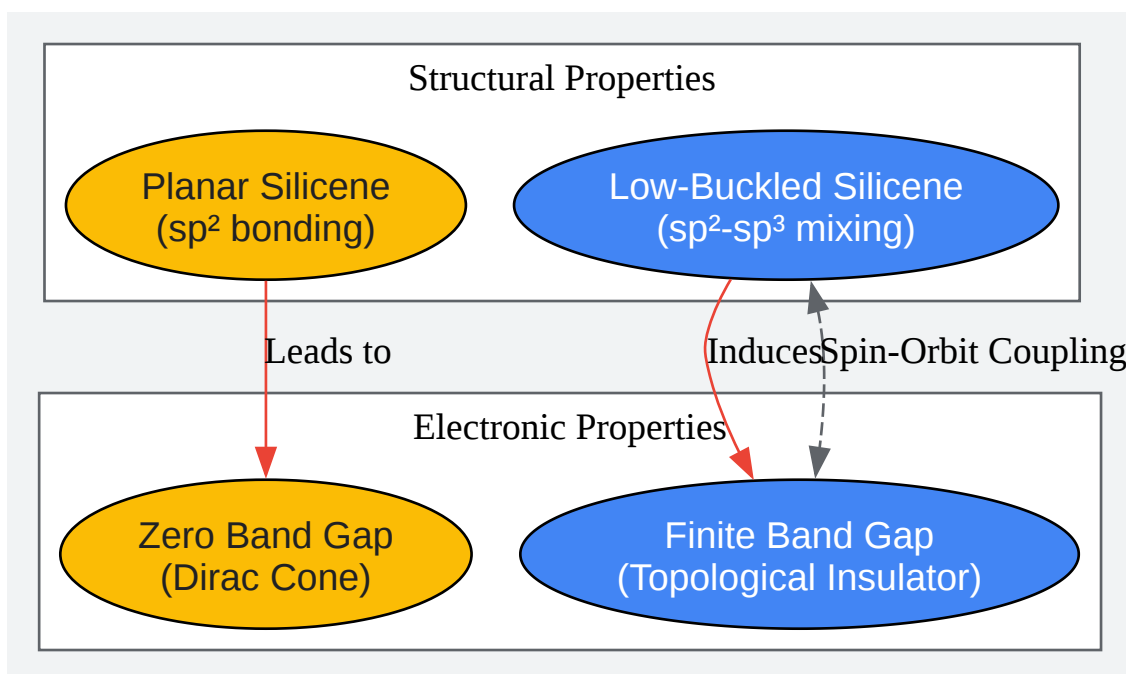 Structural Properties
Planar Silicene
(sp² bonding)
Low-Buckled Silicene
(sp²-sp³ mixing)
Leads to
Induces
Spin-Orbit Coupling
Electronic Properties
Zero Band Gap
(Dirac Cone)
Finite Band Gap
(Topological Insulator)